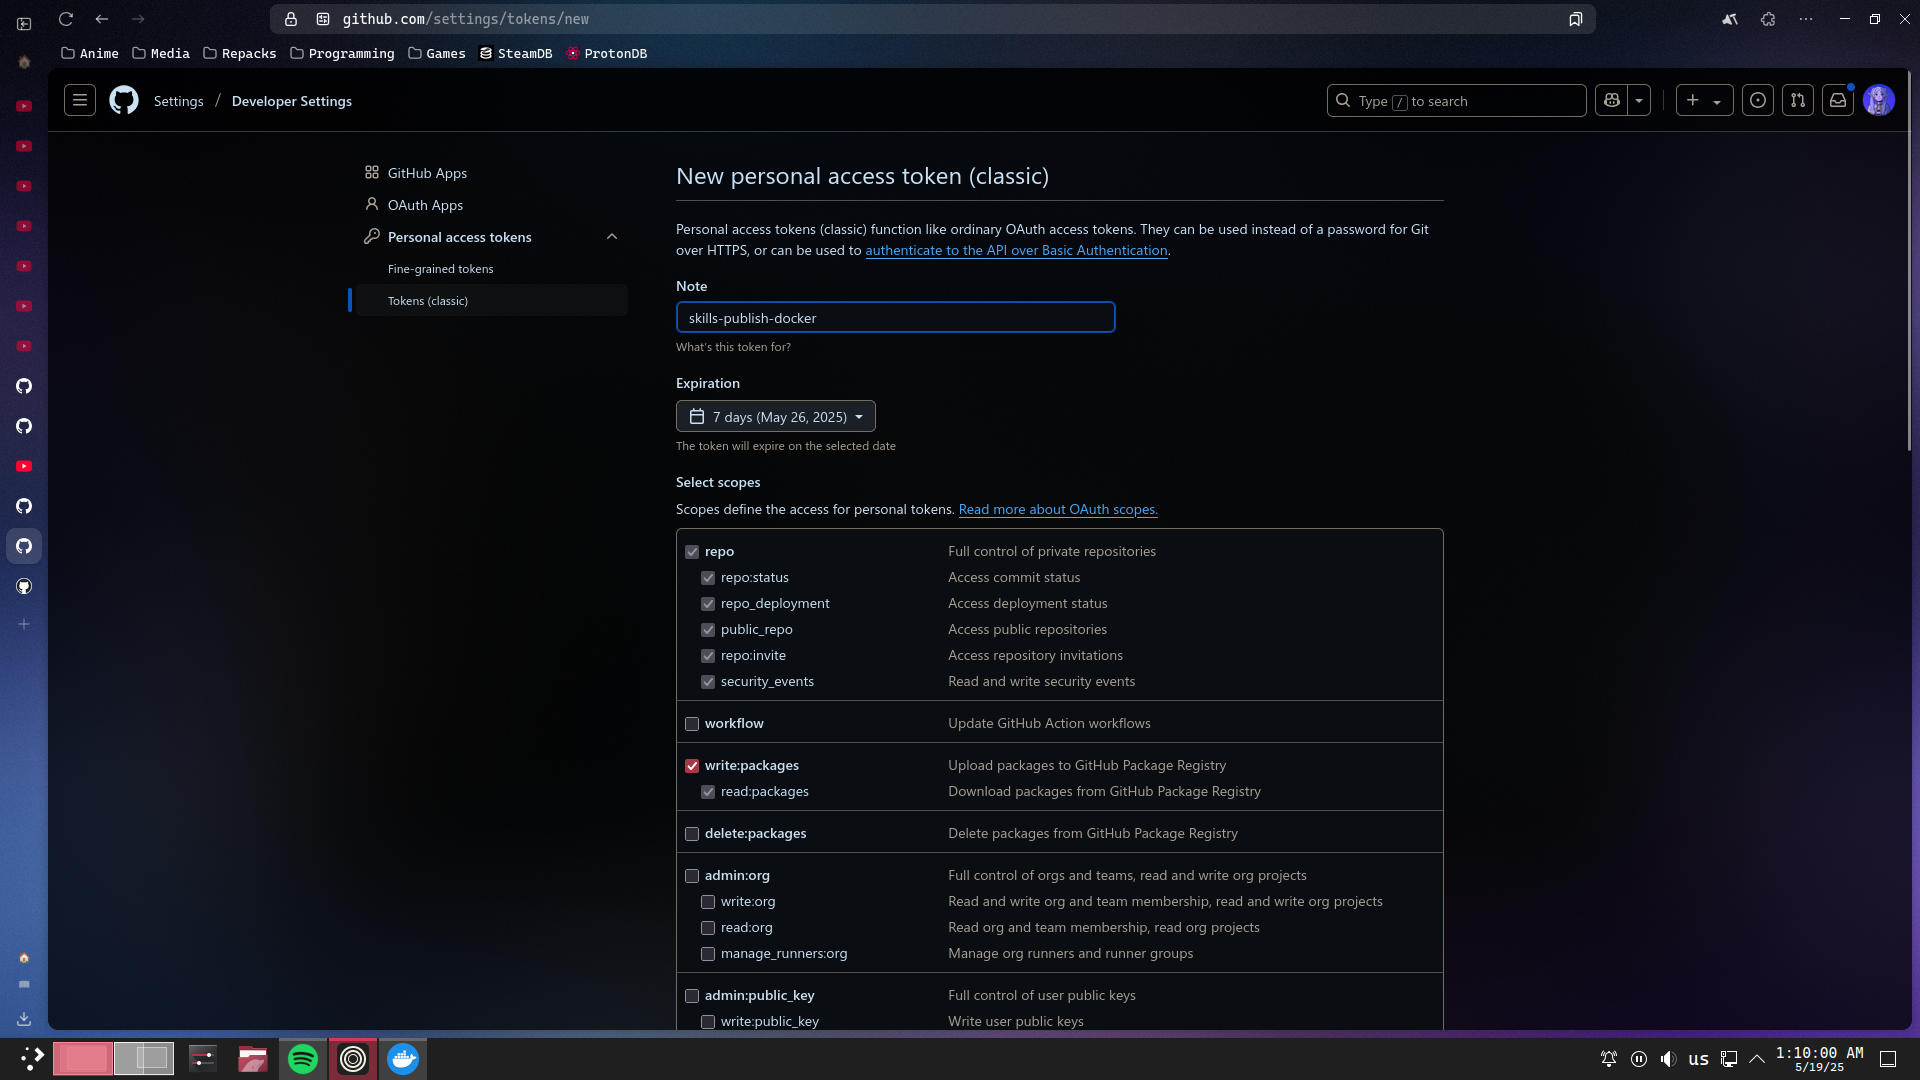 github.com/settings/tokens/new
Anime
Media
Repacks
Programming
Games
SteamDB
ProtonDB
Settings / Developer Settings
Type / to search
GitHub Apps
OAuth Apps
Personal access tokens
Fine-grained tokens
Tokens (classic)
New personal access token (classic)
Personal access tokens (classic) function like ordinary OAuth access tokens. They can be used instead of a password for Git
over HTTPS, or can be used to authenticate to the API over Basic Authentication.
Note
skills-publish-docker
What's this token for?
Expiration
7 days (May 26, 2025)
The token will expire on the selected date
Select scopes
Scopes define the access for personal tokens. Read more about OAuth scopes.
repo Full control of private repositories
repo:status Access commit status
repo_deployment Access deployment status
public_repo Access public repositories
repo:invite Access repository invitations
security_events Read and write security events
workflow Update GitHub Action workflows
write:packages Upload packages to GitHub Package Registry
read:packages Download packages from GitHub Package Registry
delete:packages Delete packages from GitHub Package Registry
admin:org Full control of orgs and teams, read and write org projects
write:org Read and write org and team membership, read and write org projects
read:org Read org and team membership, read org projects
manage_runners:org Manage org runners and runner groups
admin:public_key Full control of user public keys
write:public_key Write user public keys
us
1:10:00 AM
5/19/25